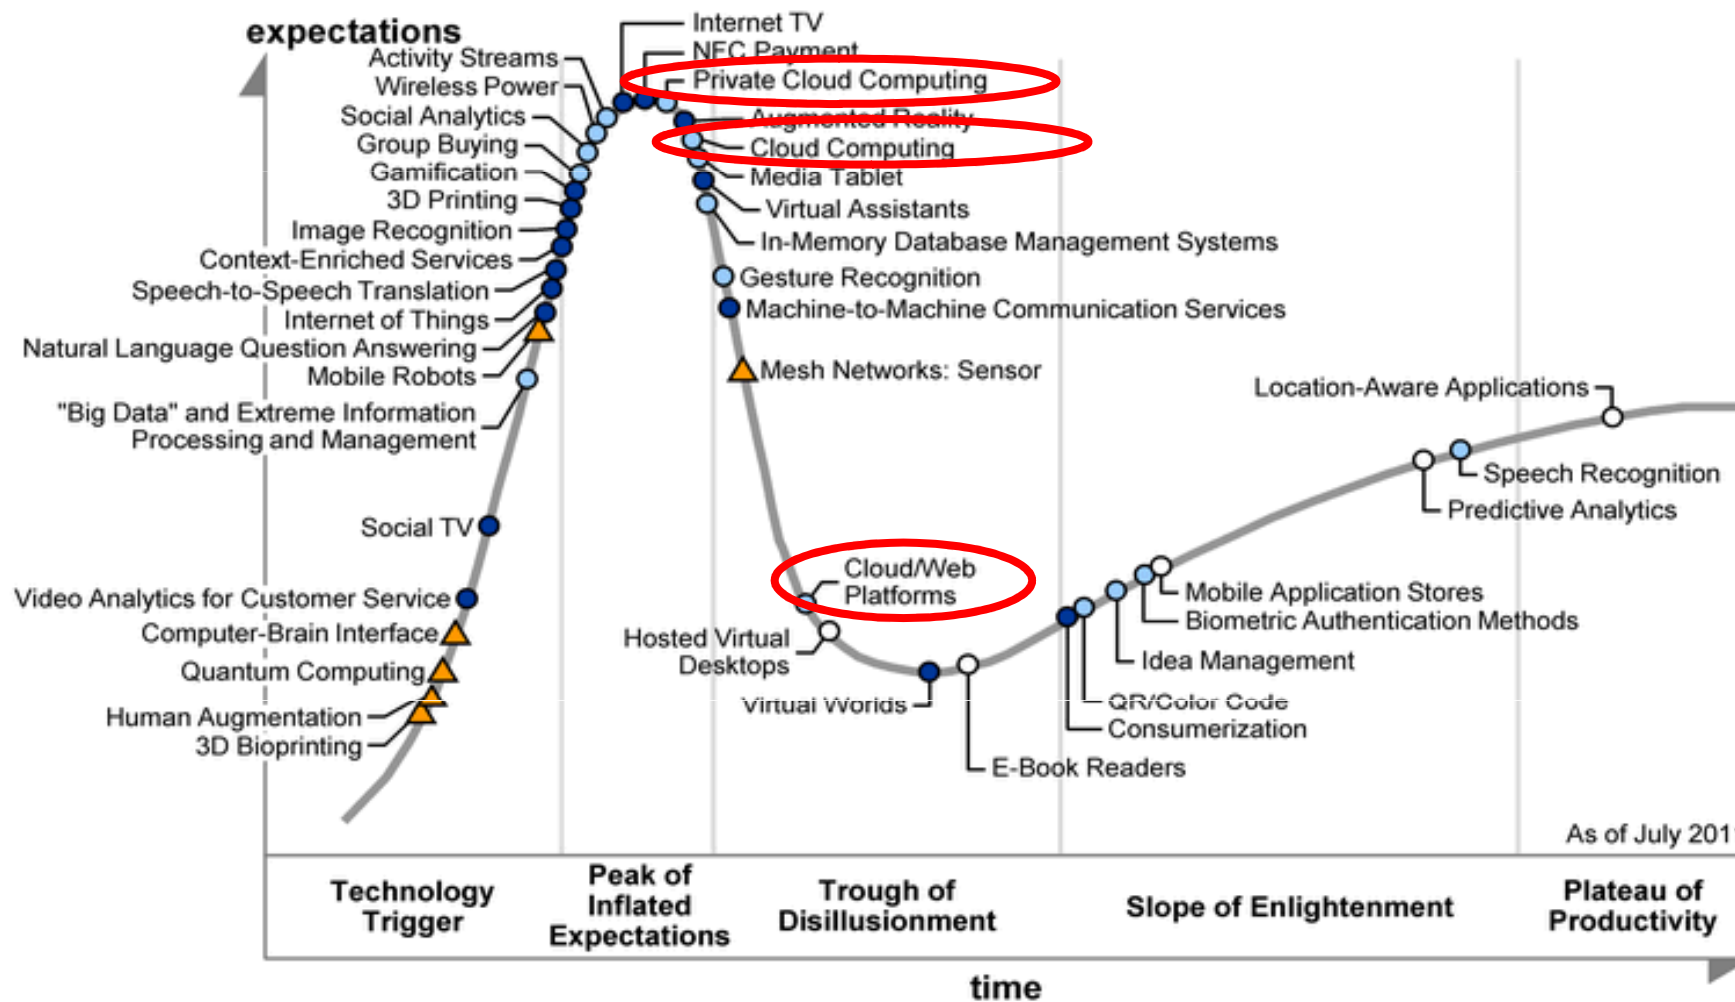 expectations
Internet TV
NFC Payment
Private Cloud Computing
Augmented Reality
Cloud Computing
Media Tablet
Virtual Assistants
In-Memory Database Management Systems
Gesture Recognition
Machine-to-Machine Communication Services
Mesh Networks: Sensor
Activity Streams
Wireless Power
Social Analytics
Group Buying
Gamification
3D Printing
Image Recognition
Context-Enriched Services
Speech-to-Speech Translation
Internet of Things
Natural Language Question Answering
Mobile Robots
"Big Data" and Extreme Information
Processing and Management
Social TV
Video Analytics for Customer Service
Computer-Brain Interface
Quantum Computing
Human Augmentation
3D Bioprinting
Cloud/Web
Platforms
Hosted Virtual
Desktops
Virtual Worlds
E-Book Readers
Consumerization
QR/Color Code
Idea Management
Biometric Authentication Methods
Mobile Application Stores
Location-Aware Applications
Speech Recognition
Predictive Analytics
As of July 201
Technology
Trigger
Peak of
Inflated
Expectations
Trough of
Disillusionment
Slope of Enlightenment
Plateau of
Productivity
time